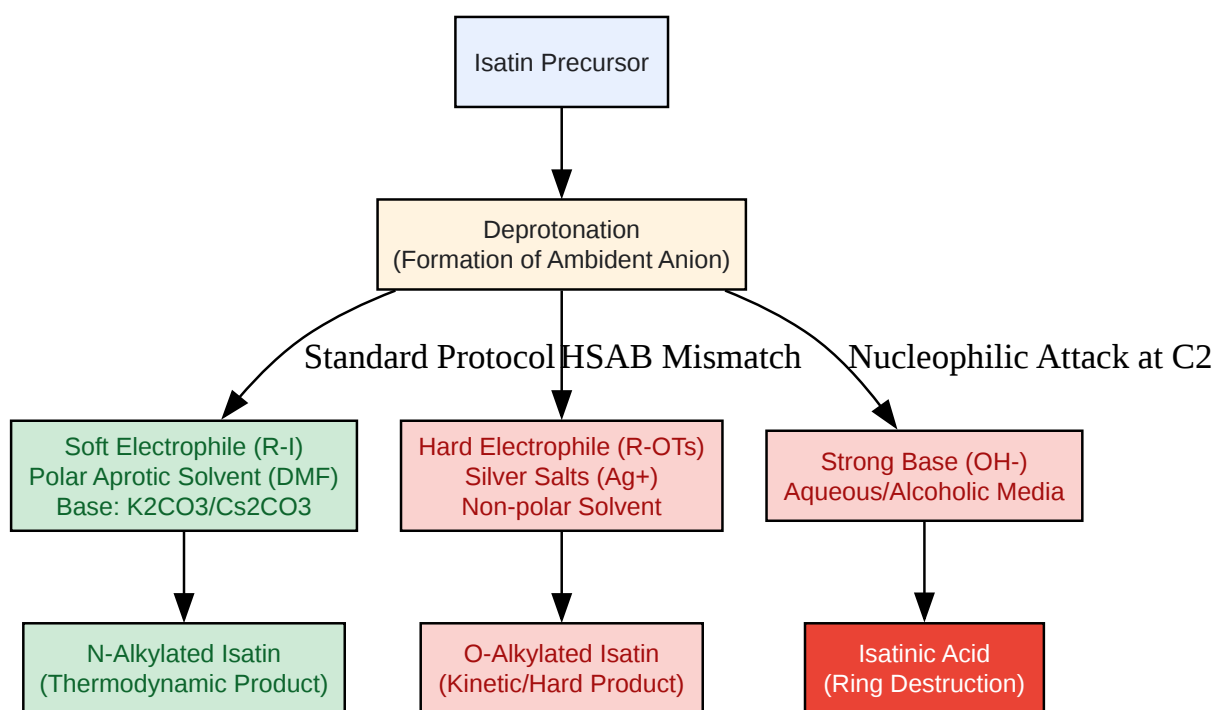 Isatin Precursor
Deprotonation
(Formation of Ambident Anion)
Standard Protocol
HSAB Mismatch
Nucleophilic Attack at C2
Soft Electrophile (R-I)
Polar Aprotic Solvent (DMF)
Base: K2CO3/Cs2CO3
Hard Electrophile (R-OTs)
Silver Salts (Ag+)
Non-polar Solvent
Strong Base (OH-)
Aqueous/Alcoholic Media
N-Alkylated Isatin
(Thermodynamic Product)
O-Alkylated Isatin
(Kinetic/Hard Product)
Isatinic Acid
(Ring Destruction)